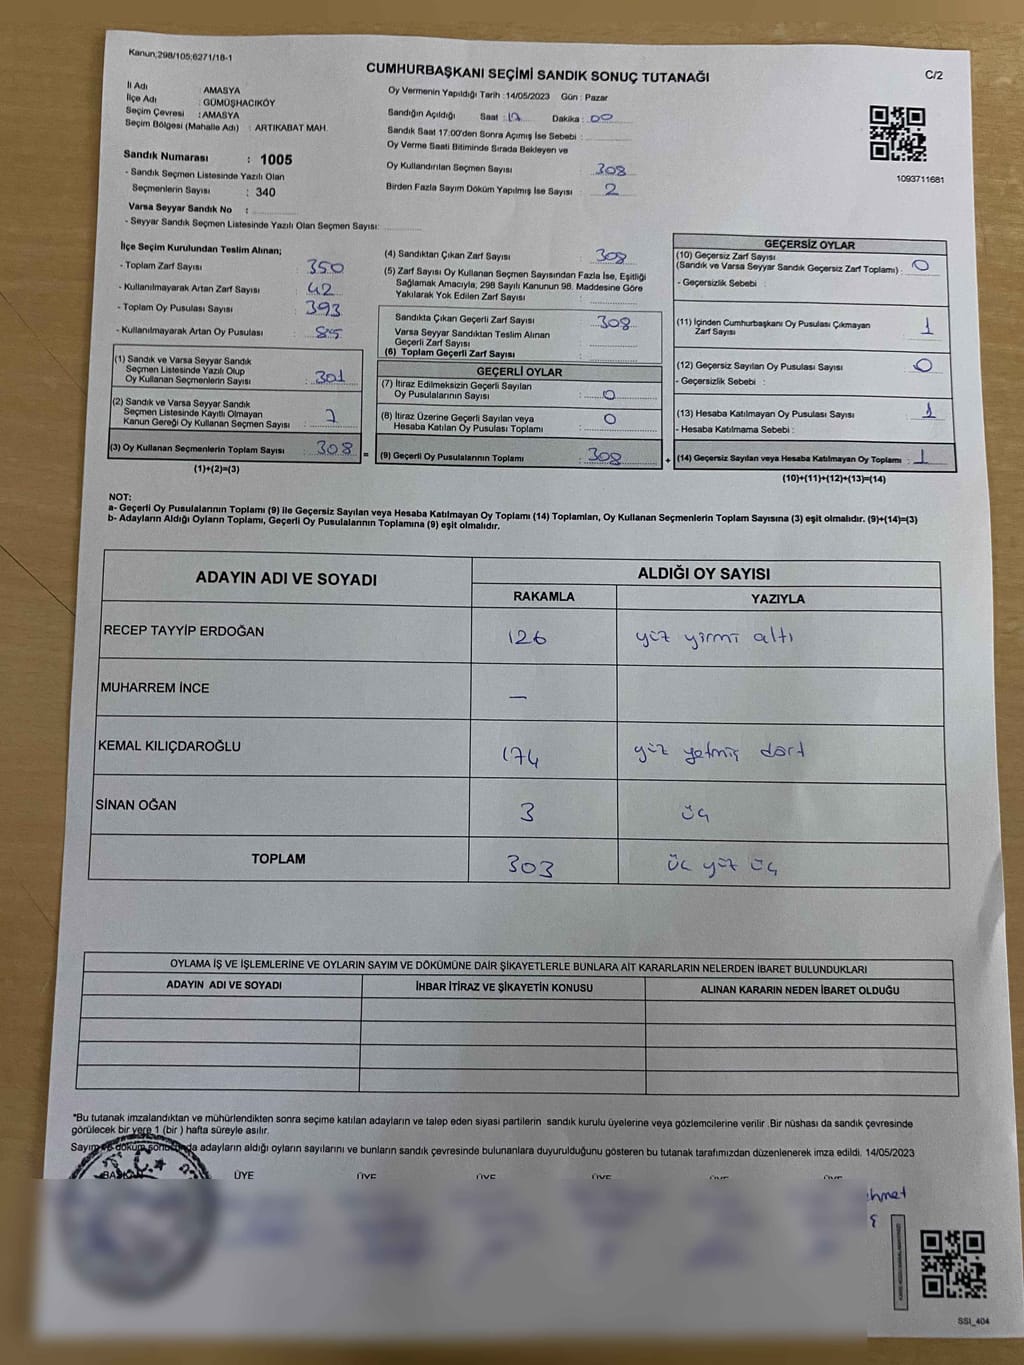 Kanun;298/105;6271/18-1
CUMHURBAŞKANI SEÇİMİ SANDIK SONUÇ TUTANAĞI
C/2
İl Adı : AMASYA
İlçe Adı : GÜMÜŞHACIKÖY
Seçim Çevresi : AMASYA
Seçim Bölgesi (Mahalle Adı) : ARTIKABAT MAH.
Sandık Numarası : 1005
- Sandık Seçmen Listesinde Yazılı Olan
Seçmenlerin Sayısı : 340
Varsa Seyyar Sandık No :
- Seyyar Sandık Seçmen Listesinde Yazılı Olan Seçmen Sayısı:
Oy Vermenin Yapıldığı Tarih :14/05/2023 Gün : Pazar
Sandığın Açıldığı Saat : 17 Dakika : 00
Sandık Saat 17:00'den Sonra Açımış İse Sebebi :
Oy Verme Saati Bitiminde Sırada Bekleyen ve
Oy Kullandırılan Seçmen Sayısı : 308
Birden Fazla Sayım Döküm Yapılmış İse Sayısı : 2
1093711681
İlçe Seçim Kurulundan Teslim Alınan;
- Toplam Zarf Sayısı : 350
- Kullanılmayarak Artan Zarf Sayısı : 42
- Toplam Oy Pusulası Sayısı : 393
- Kullanılmayarak Artan Oy Pusulası : 85
(1) Sandık ve Varsa Seyyar Sandık
Seçmen Listesinde Yazılı Olup
Oy Kullanan Seçmenlerin Sayısı : 301
(2) Sandık ve Varsa Seyyar Sandık
Seçmen Listesinde Kayıtlı Olmayan
Kanun Gereği Oy Kullanan Seçmen Sayısı : 7
(3) Oy Kullanan Seçmenlerin Toplam Sayısı : 308
(1)+(2)=(3)
(4) Sandıktan Çıkan Zarf Sayısı : 308
(5) Zarf Sayısı Oy Kullanan Seçmen Sayısından Fazla İse, Eşitliği
Sağlamak Amacıyla, 298 Sayılı Kanunun 98. Maddesine Göre
Yakılarak Yok Edilen Zarf Sayısı :
Sandıkta Çıkan Geçerli Zarf Sayısı : 308
Varsa Seyyar Sandıktan Teslim Alınan
Geçerli Zarf Sayısı :
(6) Toplam Geçerli Zarf Sayısı :
GEÇERLİ OYLAR
(7) İtiraz Edilmeksizin Geçerli Sayılan
Oy Pusulalarının Sayısı : 0
(8) İtiraz Üzerine Geçerli Sayılan veya
Hesaba Katılan Oy Pusulası Toplamı : 0
= (9) Geçerli Oy Pusulalarının Toplamı : 308
GEÇERSİZ OYLAR
(10) Geçersiz Zarf Sayısı
(Sandık ve Varsa Seyyar Sandık Geçersiz Zarf Toplamı) : 0
- Geçersizlik Sebebi :
(11) İçinden Cumhurbaşkanı Oy Pusulası Çıkmayan
Zarf Sayısı : 1
(12) Geçersiz Sayılan Oy Pusulası Sayısı : 0
- Geçersizlik Sebebi :
(13) Hesaba Katılmayan Oy Pusulası Sayısı : 1
- Hesaba Katılmama Sebebi :
+ (14) Geçersiz Sayılan veya Hesaba Katılmayan Oy Toplamı : 1
(10)+(11)+(12)+(13)=(14)
NOT:
a- Geçerli Oy Pusulalarının Toplamı (9) ile Geçersiz Sayılan veya Hesaba Katılmayan Oy Toplamı (14) Toplamları, Oy Kullanan Seçmenlerin Toplam Sayısına (3) eşit olmalıdır. (9)+(14)=(3)
b- Adayların Aldığı Oyların Toplamı, Geçerli Oy Pusulalarının Toplamına (9) eşit olmalıdır.
ADAYIN ADI VE SOYADI ALDIĞI OY SAYISI
RAKAMLA YAZIYLA
RECEP TAYYİP ERDOĞAN 126 yüz yirmi altı
MUHARREM İNCE —
KEMAL KILIÇDAROĞLU 174 yüz yetmiş dört
SİNAN OĞAN 3 üç
TOPLAM 303 üç yüz üç
OYLAMA İŞ VE İŞLEMLERİNE VE OYLARIN SAYIM VE DÖKÜMÜNE DAİR ŞİKAYETLERLE BUNLARA AİT KARARLARIN NELERDEN İBARET BULUNDUKLARI
ADAYIN ADI VE SOYADI İHBAR İTİRAZ VE ŞİKAYETİN KONUSU ALINAN KARARIN NEDEN İBARET OLDUĞU
*Bu tutanak imzalandıktan ve mühürlendikten sonra seçime katılan adayların ve talep eden siyasi partilerin sandık kurulu üyelerine veya gözlemcilerine verilir .Bir nüshası da sandık çevresinde
görülecek bir yere 1 (bir ) hafta süreyle asılır.
Sayım ve döküm sonucunda adayların aldığı oyların sayılarını ve bunların sandık çevresinde bulunanlara duyurulduğunu gösteren bu tutanak tarafımızdan düzenlenerek imza edildi. 14/05/2023
BAŞKAN ÜYE ÜYE ÜYE ÜYE ÜYE ÜYE
SSI_404